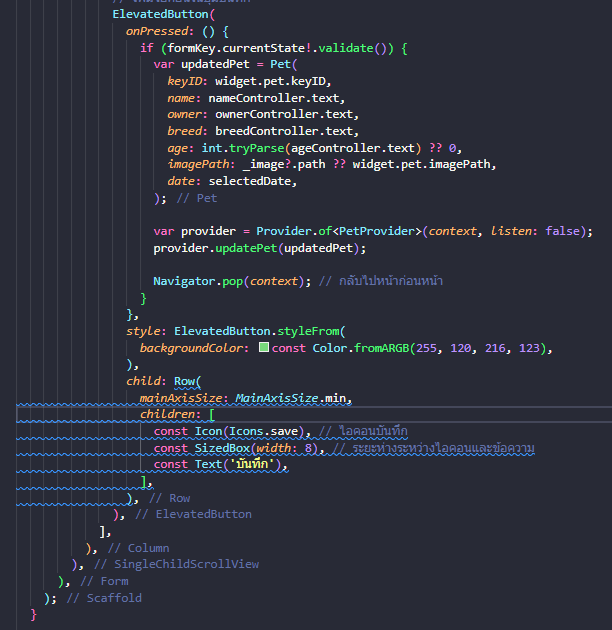 ElevatedButton(
onPressed: () {
if (formKey.currentState!.validate()) {
var updatedPet = Pet(
keyID: widget.pet.keyID,
name: nameController.text,
owner: ownerController.text,
breed: breedController.text,
age: int.tryParse(ageController.text) ?? 0,
imagePath: _image?.path ?? widget.pet.imagePath,
date: selectedDate,
); // Pet
var provider = Provider.of<PetProvider>(context, listen: false);
provider.updatePet(updatedPet);
Navigator.pop(context); // กลับไปหน้าก่อนหน้า
}
},
style: ElevatedButton.styleFrom(
backgroundColor: const Color.fromARGB(255, 120, 216, 123),
),
child: Row(
mainAxisSize: MainAxisSize.min,
children: [
const Icon(Icons.save), // ไอคอนบันทึก
const SizedBox(width: 8), // ระยะห่างระหว่างไอคอนและข้อความ
const Text('บันทึก'),
],
), // Row
), // ElevatedButton
],
), // Column
), // SingleChildScrollView
), // Form
); // Scaffold
}